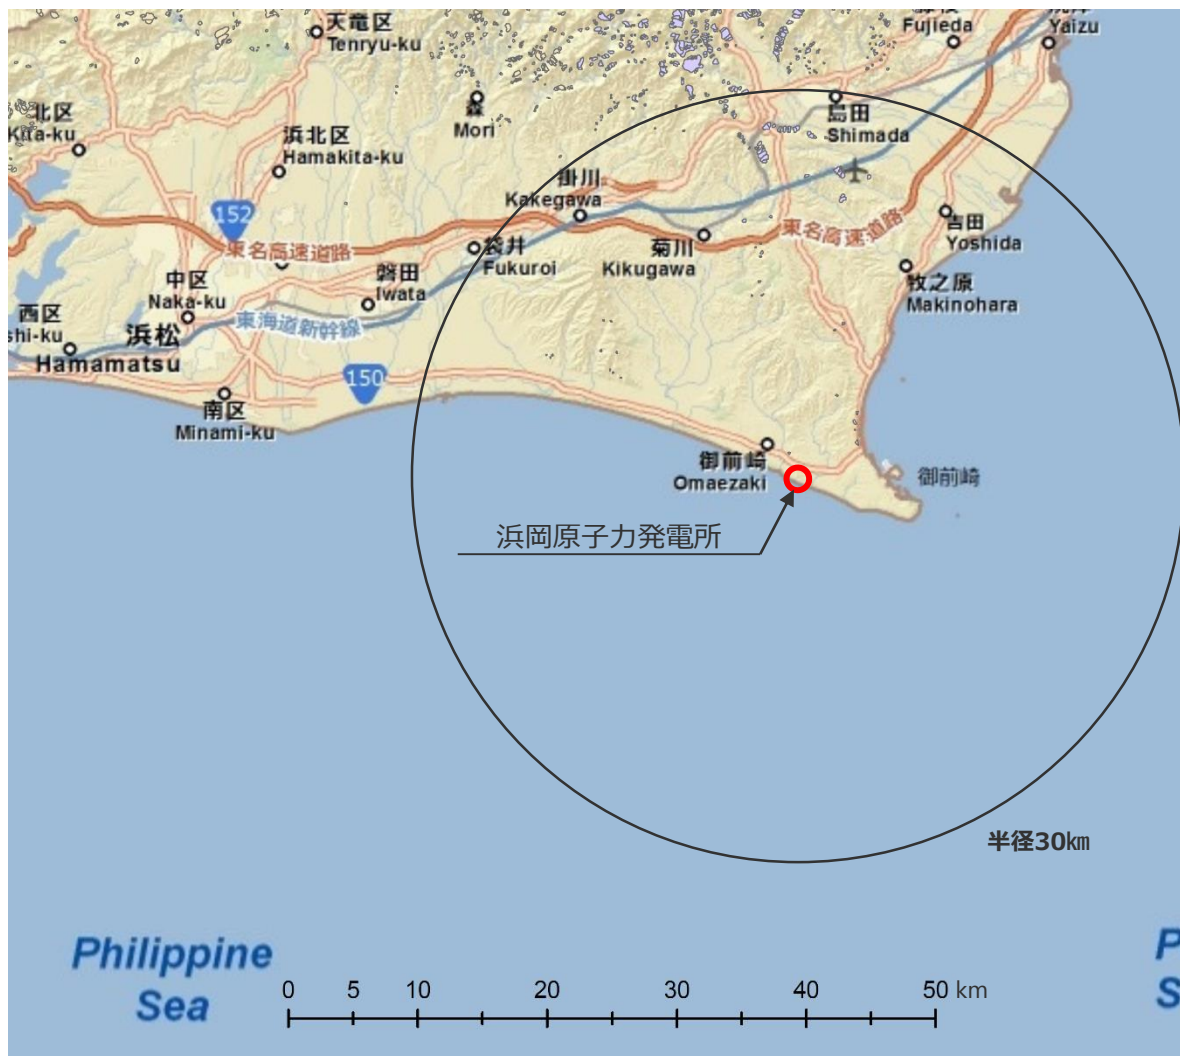 天竜区
Tenryu-ku
Fujieda
Yaizu
北区
Kita-ku
浜北区
Hamakita-ku
森
Mori
島田
Shimada
掛川
Kakegawa
152
東名高速道路
袋井
Fukuroi
菊川
Kikugawa
東名高速道路
吉田
Yoshida
中区
Naka-ku
磐田
Iwata
牧之原
Makinohara
西区
shi-ku
浜松
Hamamatsu
東海道新幹線
150
南区
Minami-ku
御前崎
Omaezaki
御前崎
浜岡原子力発電所
半径30㎞
Philippine
Sea
0 5 10 20 30 40 50 km
P
S